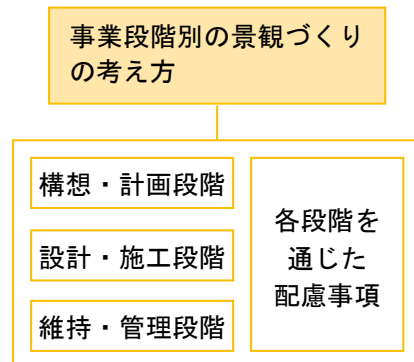 事業段階別の景観づくり
の考え方
構想・計画段階
設計・施工段階
維持・管理段階
各段階を
通じた
配慮事項